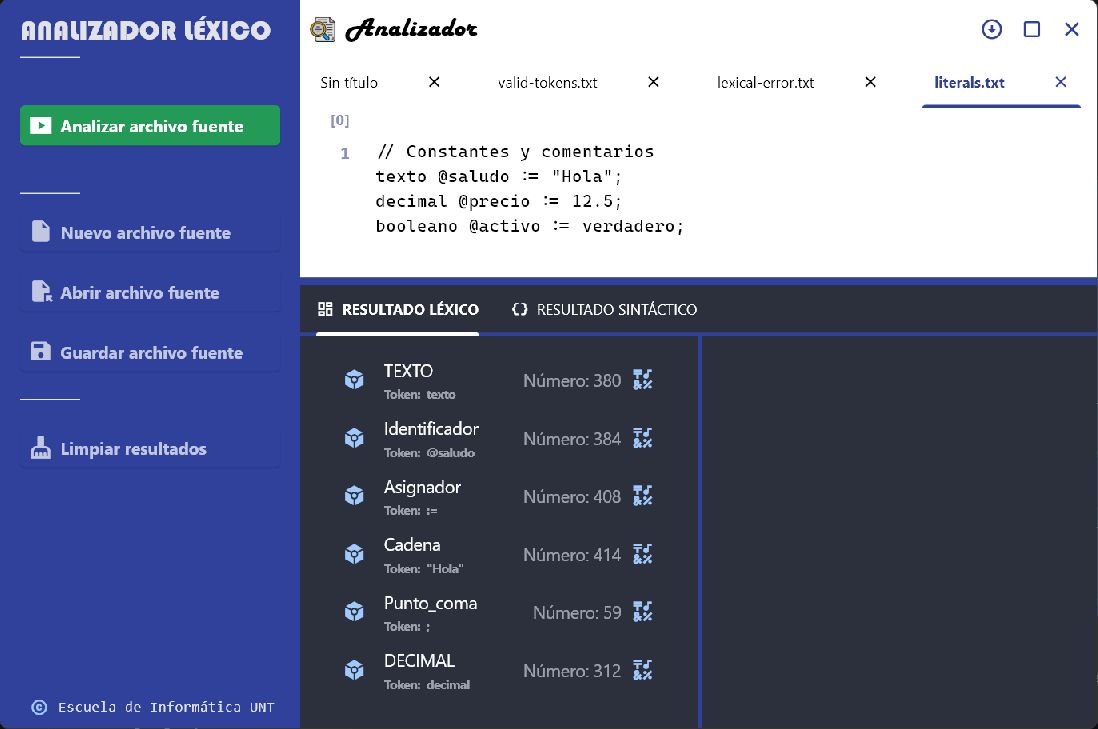 ANALIZADOR LÉXICO
Analizar archivo fuente
Nuevo archivo fuente
Abrir archivo fuente
Guardar archivo fuente
Limpiar resultados
© Escuela de Informática UNT
Analizador
Sin título
valid-tokens.txt
lexical-error.txt
literals.txt
[0]
1 // Constantes y comentarios
texto @saludo := "Hola";
decimal @precio := 12.5;
booleano @activo := verdadero;
RESULTADO LÉXICO
RESULTADO SINTÁCTICO
TEXTO
Token: texto
Número: 380
Identificador
Token: @saludo
Número: 384
Asignador
Token: :=
Número: 408
Cadena
Token: "Hola"
Número: 414
Punto_coma
Token: ;
Número: 59
DECIMAL
Token: decimal
Número: 312